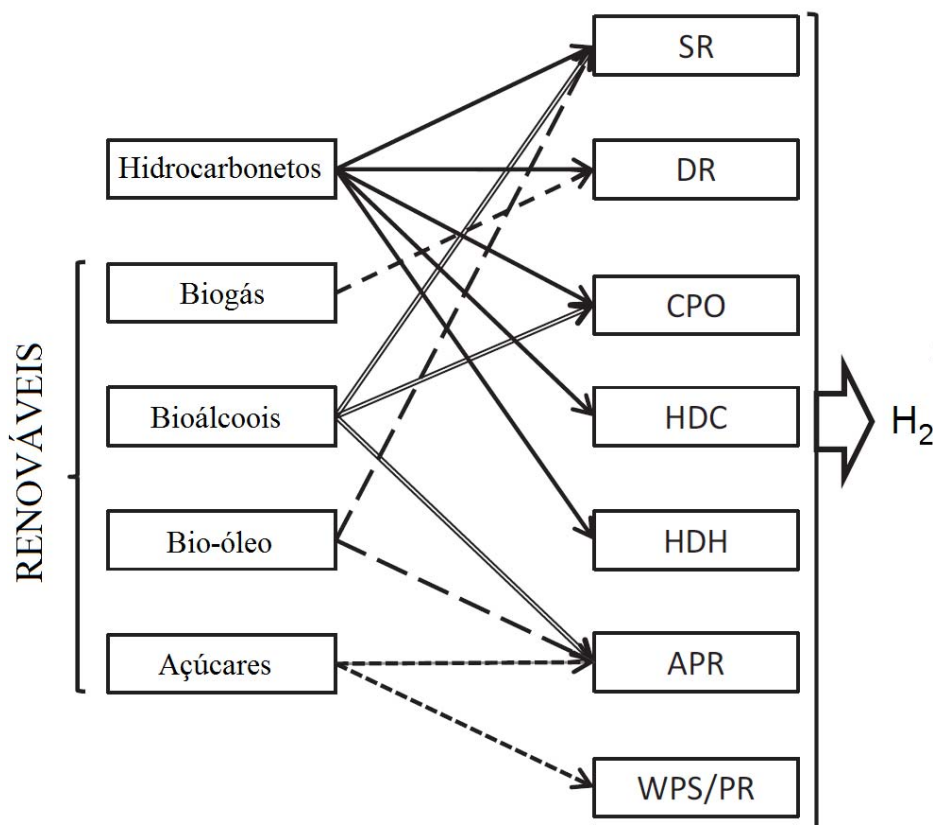 SR
Hidrocarbonetos
DR
Biogás
CPO
RENOVÁVEIS
Bioálcoois
HDC
H₂
Bio-óleo
HDH
Açúcares
APR
WPS/PR